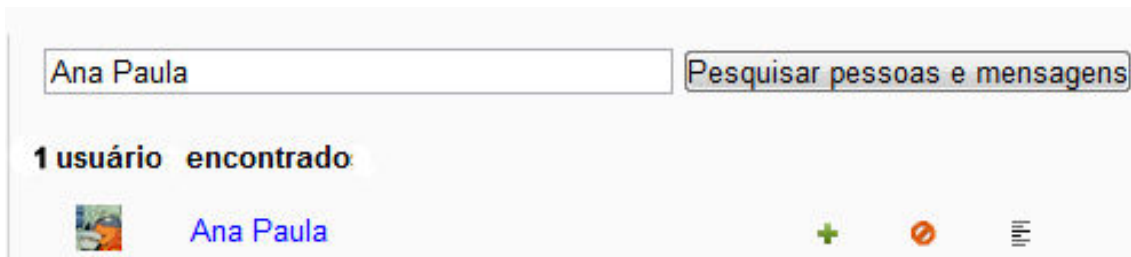 Ana Paula Pesquisar pessoas e mensagens
1 usuário encontrado
Ana Paula